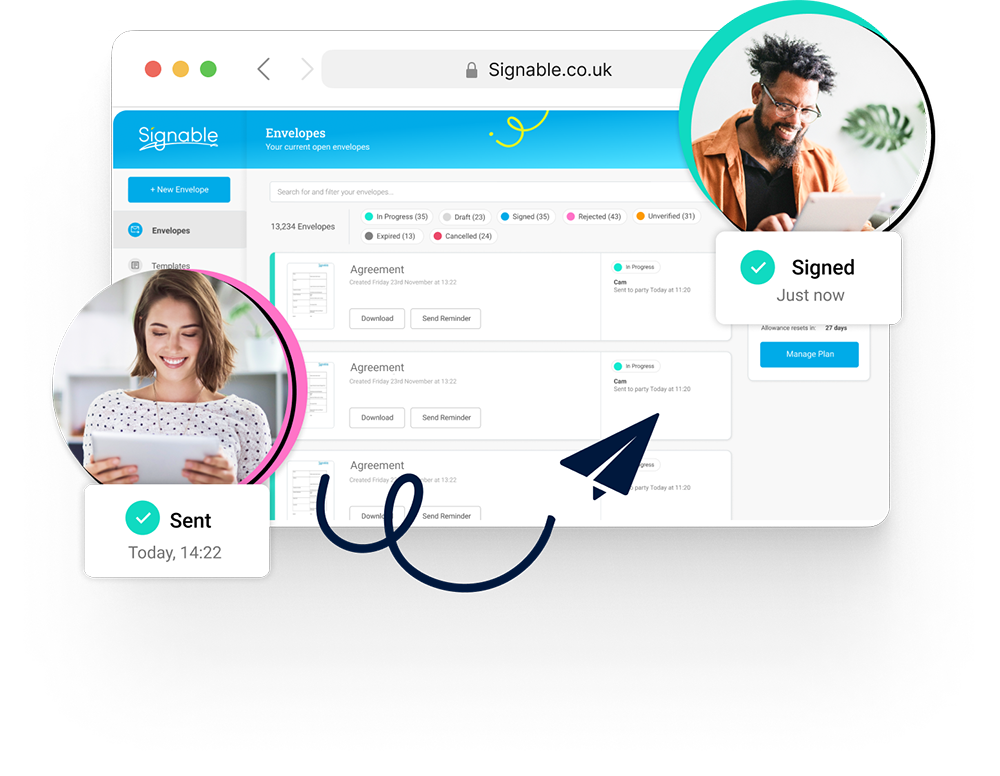 Signable.co.uk
Signable
Envelopes
Your current open envelopes
+ New Envelope
Search for and filter your envelopes...
Envelopes
13,234 Envelopes
In Progress (35)
Draft (23)
Signed (35)
Rejected (43)
Unverified (31)
Expired (13)
Cancelled (24)
Templates
Agreement
Created Friday 23rd November at 13:22
Download
Send Reminder
In Progress
Cam
Sent to party Today at 11:20
Signed
Just now
Allowance resets in: 27 days
Manage Plan
Agreement
Created Friday 23rd November at 13:22
Download
Send Reminder
In Progress
Cam
Sent to party Today at 11:20
Agreement
Created Friday 23rd November at 13:22
Download
Send Reminder
party Today at 11:20
Sent
Today, 14:22